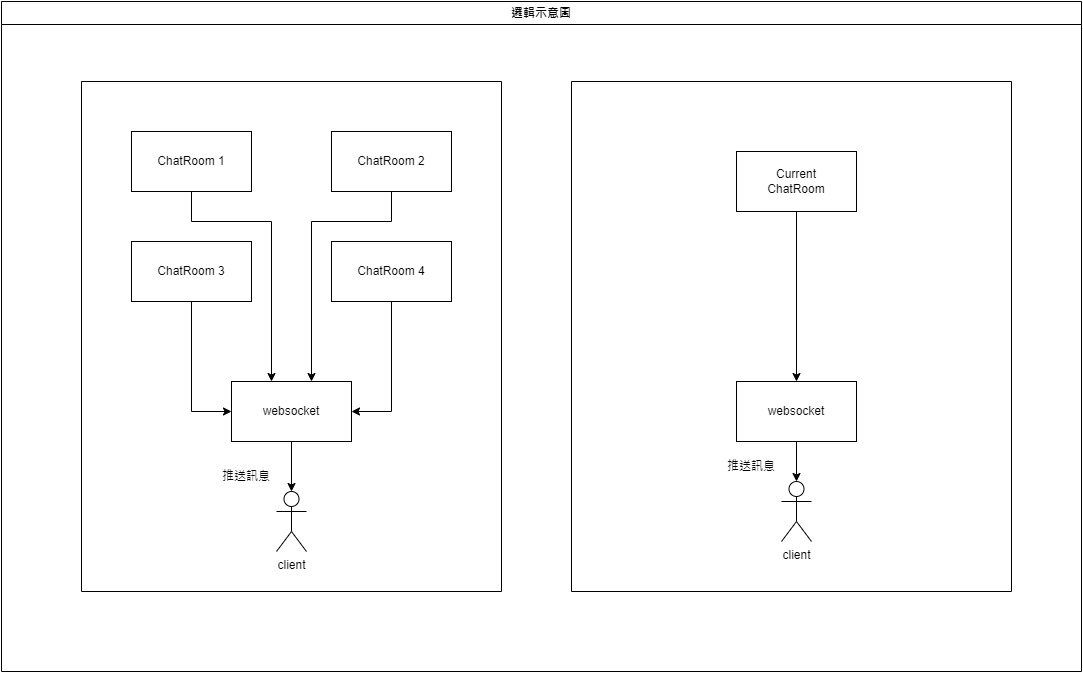 邏輯示意圖
ChatRoom 1
ChatRoom 2
ChatRoom 3
ChatRoom 4
websocket
推送訊息
client
Current
ChatRoom
websocket
推送訊息
client